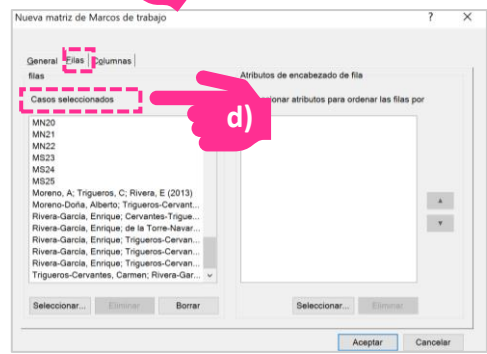 Nueva matriz de Marcos de trabajo
General Filas Columnas
filas
Casos seleccionados
MN20
MN21
MN22
MS23
MS24
MS25
Moreno, A; Trigueros, C; Rivera, E (2013)
Moreno-Doña, Alberto; Trigueros-Cervant...
Rivera-García, Enrique; Cervantes-Trigue...
Rivera-García, Enrique; de la Torre-Navar...
Rivera-García, Enrique; Trigueros-Cervan...
Rivera-García, Enrique; Trigueros-Cervan...
Rivera-García, Enrique; Trigueros-Cervan...
Trigueros-Cervantes, Carmen; Rivera-Gar...
Seleccionar... Eliminar Borrar
d)
Atributos de encabezado de fila
atributos para ordenar las filas por
Seleccionar... Eliminar
Aceptar Cancelar